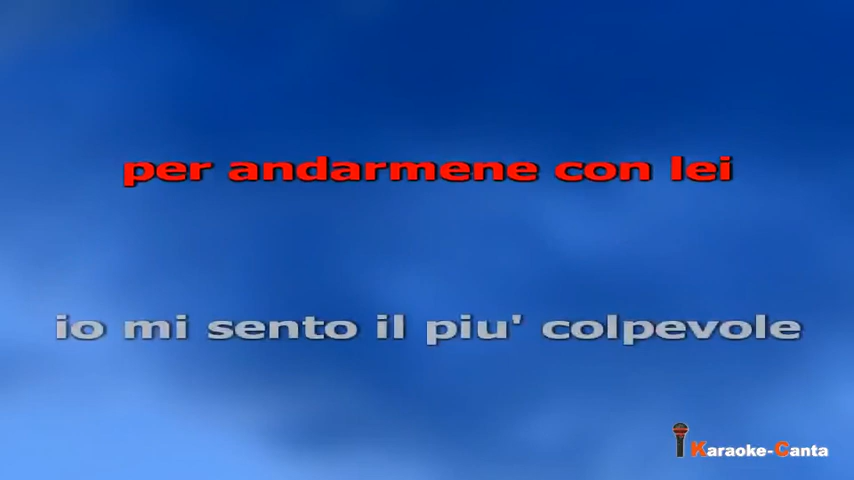 per andarmene con lei
io mi sento il piu' colpevole
Karaoke-Canta